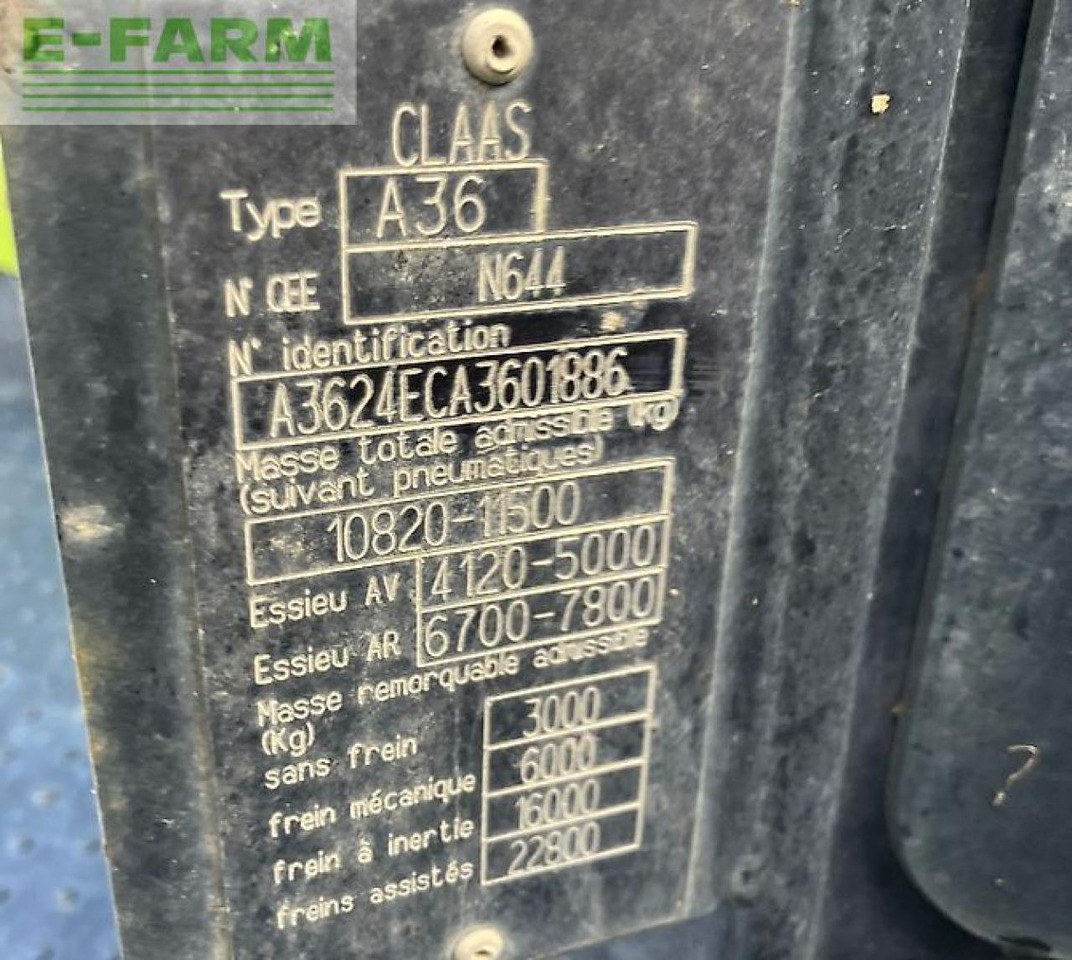 E-FARM
CLAAS
Type A36
N° CEE N644
N° identification
A3624ECA3601886
Masse totale admissible (kg)
(suivant pneumatiques)
10820-11500
Essieu AV 4120-5000
Essieu AR 6700-7800
Masse remorquable admissible
(Kg)
sans frein 3000
frein mécanique 6000
frein à inertie 16000
freins assistés 22800